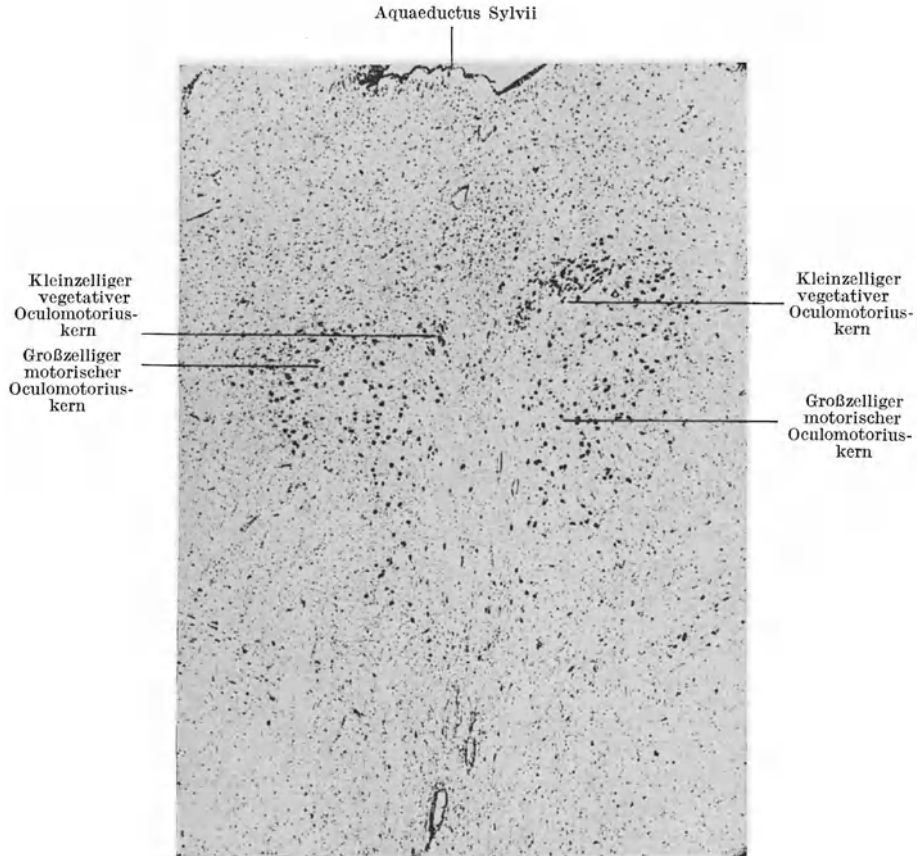 Aquaeductus Sylvii
Kleinzelliger
vegetativer
Oculomotorius-
kern
Großzelliger
motorischer
Oculomotorius-
kern
Kleinzelliger
vegetativer
Oculomotorius-
kern
Großzelliger
motorischer
Oculomotorius-
kern